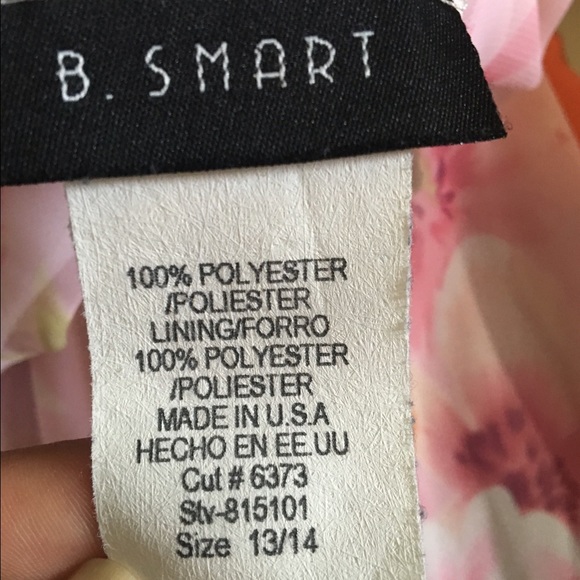 B. SMART
100% POLYESTER
/POLIESTER
LINING/FORRO
100% POLYESTER
/POLIESTER
MADE IN U.S.A
HECHO EN EE.UU
Cut # 6373
Sty-815101
Size 13/14